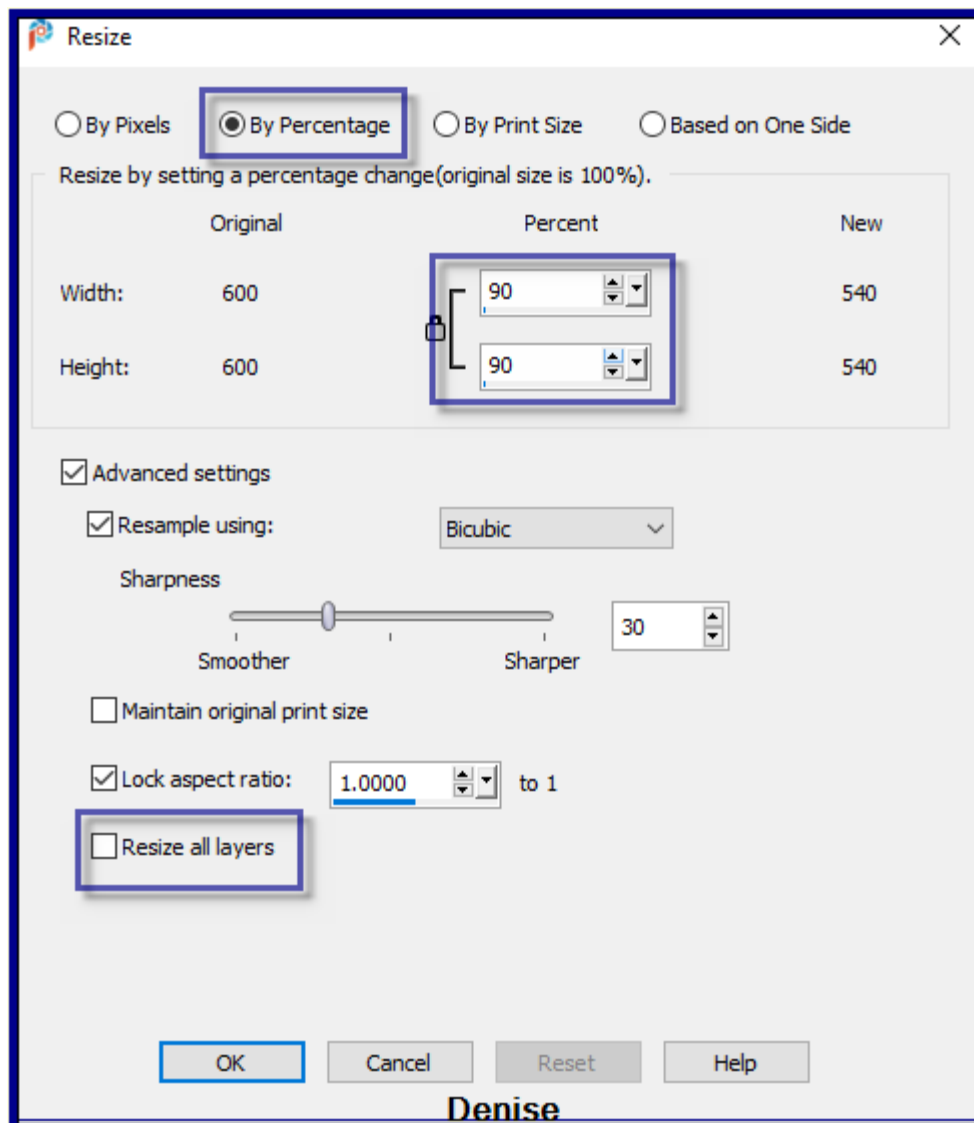 Resize
By Pixels By Percentage By Print Size Based on One Side
Resize by setting a percentage change(original size is 100%).
Original Percent New
Width: 600 90 540
Height: 600 90 540
Advanced settings
Resample using: Bicubic
Sharpness
30
Smoother Sharper
Maintain original print size
Lock aspect ratio: 1.0000 to 1
Resize all layers
OK Cancel Reset Help
Denise